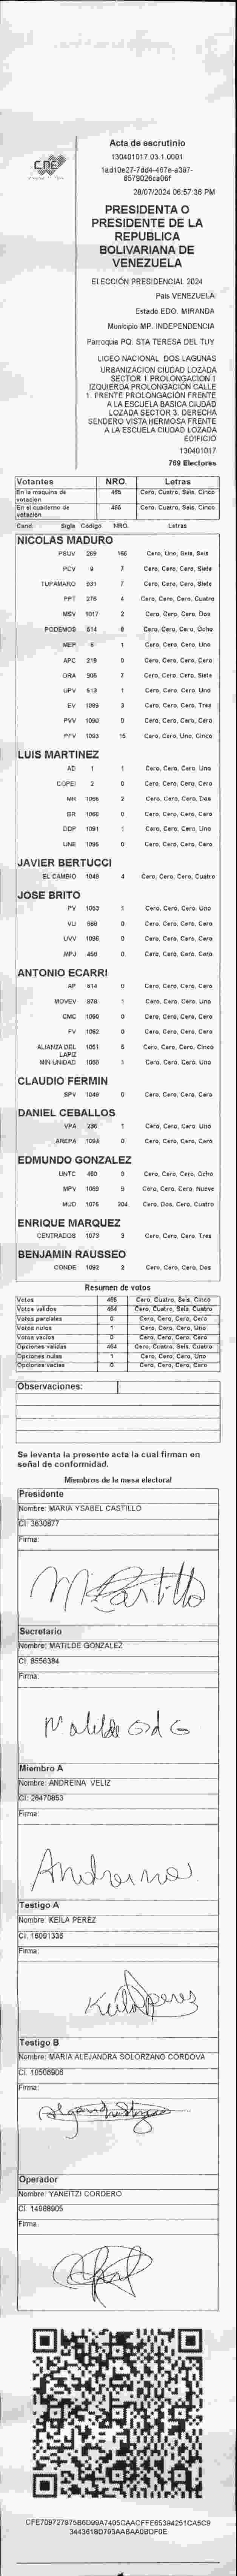 CNE
Acta de escrutinio
130401017.03.1.0001
1ad10e27-7dd4-467e-a397-
6579026ca06f
28/07/2024 06:57:36 PM
PRESIDENTA O
PRESIDENTE DE LA
REPUBLICA
BOLIVARIANA DE
VENEZUELA
ELECCIÓN PRESIDENCIAL 2024
Pais VENEZUELA
Estado EDO. MIRANDA
Municipio MP. INDEPENDENCIA
Parroquia PQ. STA TERESA DEL TUY
LICEO NACIONAL DOS LAGUNAS
URBANIZACION CIUDAD LOZADA
SECTOR 1 PROLONGACION 1
IZQUIERDA PROLONGACIÓN CALLE
1. FRENTE PROLONGACIÓN FRENTE
A LA ESCUELA BASICA CIUDAD
LOZADA SECTOR 3. DERECHA
SENDERO VISTA HERMOSA FRENTE
A LA ESCUELA CIUDAD LOZADA
EDIFICIO
130401017
769 Electores
Votantes NRO. Letras
En la máquina de votación 465 Cero, Cuatro, Seis, Cinco
En el cuaderno de votación 465 Cero, Cuatro, Seis, Cinco
Cand. Sigla Código NRO. Letras
NICOLAS MADURO
PSUV 269 166 Cero, Uno, Seis, Seis
PCV 9 7 Cero, Cero, Cero, Siete
TUPAMARO 931 7 Cero, Cero, Cero, Siete
PPT 276 4 Cero, Cero, Cero, Cuatro
MSV 1017 2 Cero, Cero, Cero, Dos
PODEMOS 514 8 Cero, Cero, Cero, Ocho
MEP 6 1 Cero, Cero, Cero, Uno
APC 219 0 Cero, Cero, Cero, Cero
ORA 908 7 Cero, Cero, Cero, Siete
UPV 513 1 Cero, Cero, Cero, Uno
EV 1089 3 Cero, Cero, Cero, Tres
PVV 1090 0 Cero, Cero, Cero, Cero
PFV 1093 15 Cero, Cero, Uno, Cinco
LUIS MARTINEZ
AD 1 1 Cero, Cero, Cero, Uno
COPEI 2 0 Cero, Cero, Cero, Cero
MR 1066 2 Cero, Cero, Cero, Dos
BR 1068 0 Cero, Cero, Cero, Cero
DDP 1091 1 Cero, Cero, Cero, Uno
UNE 1095 0 Cero, Cero, Cero, Cero
JAVIER BERTUCCI
EL CAMBIO 1048 4 Cero, Cero, Cero, Cuatro
JOSE BRITO
PV 1053 1 Cero, Cero, Cero, Uno
VU 988 0 Cero, Cero, Cero, Cero
UVV 1096 0 Cero, Cero, Cero, Cero
MPJ 458 0 Cero, Cero, Cero, Cero
ANTONIO ECARRI
AP 814 0 Cero, Cero, Cero, Cero
MOVEV 878 1 Cero, Cero, Cero, Uno
CMC 1050 0 Cero, Cero, Cero, Cero
FV 1052 0 Cero, Cero, Cero, Cero
ALIANZA DEL LAPIZ 1051 5 Cero, Cero, Cero, Cinco
MIN UNIDAD 1088 1 Cero, Cero, Cero, Uno
CLAUDIO FERMIN
SPV 1049 0 Cero, Cero, Cero, Cero
DANIEL CEBALLOS
VPA 236 1 Cero, Cero, Cero, Uno
AREPA 1094 0 Cero, Cero, Cero, Cero
EDMUNDO GONZALEZ
UNTC 480 Cero, Cero, Cero, Ocho
MPV 1069 9 Cero, Cero, Cero, Nueve
MUD 1075 204 Cero, Dos, Cero, Cuatro
ENRIQUE MARQUEZ
CENTRADOS 1073 3 Cero, Cero, Cero, Tres
BENJAMIN RAUSSEO
CONDE 1092 2 Cero, Cero, Cero, Dos
Resumen de votos
Votos 465 Cero, Cuatro, Seis, Cinco
Votos validos 464 Cero, Cuatro, Seis, Cuatro
Votos parciales 0 Cero, Cero, Cero, Cero
Votos nulos 1 Cero, Cero, Cero, Uno
Votos vacios 0 Cero, Cero, Cero, Cero
Opciones validas 464 Cero, Cuatro, Seis, Cuatro
Opciones nulas 1 Cero, Cero, Cero, Uno
Opciones vacias 0 Cero, Cero, Cero, Cero
Observaciones:
Se levanta la presente acta la cual firman en
señal de conformidad.
Miembros de la mesa electoral
Presidente
Nombre: MARIA YSABEL CASTILLO
CI: 3630877
Firma:
M Castillo
Secretario
Nombre: MATILDE GONZALEZ
CI: 8556384
Firma:
Matilde
Miembro A
Nombre: ANDREINA VELIZ
CI: 26470853
Firma:
Andreina
Testigo A
Nombre: KEILA PEREZ
CI: 16091336
Firma:
Keila Perez
Testigo B
Nombre: MARIA ALEJANDRA SOLORZANO CORDOVA
CI: 10506906
Firma:
Operador
Nombre: YANEITZI CORDERO
CI: 14988905
Firma: